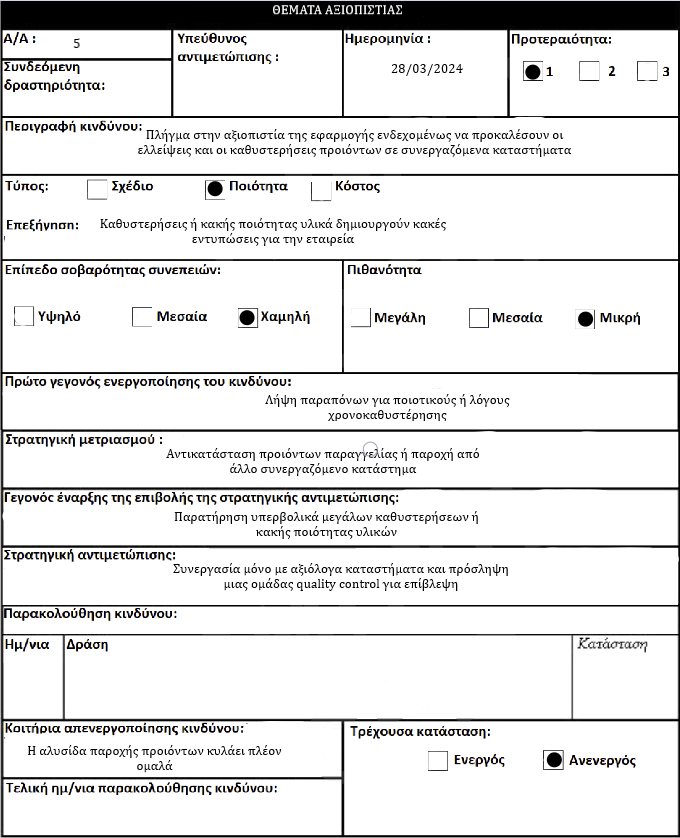 ΘΕΜΑΤΑ ΑΞΙΟΠΙΣΤΙΑΣ
Α/Α : 5
Υπεύθυνος αντιμετώπισης :
Ημερομηνία :
28/03/2024
Προτεραιότητα:
1 2 3
Συνδεόμενη
δραστηριότητα:
Περιγραφή κινδύνου:
Πλήγμα στην αξιοπιστία της εφαρμογής ενδεχομένως να προκαλέσουν οι
ελλείψεις και οι καθυστερήσεις προιόντων σε συνεργαζόμενα καταστήματα
Τύπος: Σχέδιο Ποιότητα Κόστος
Επεξήγηση: Καθυστερήσεις ή κακής ποιότητας υλικά δημιουργούν κακές
εντυπώσεις για την εταιρεία
Επίπεδο σοβαρότητας συνεπειών:
Υψηλό Μεσαία Χαμηλή
Πιθανότητα
Μεγάλη Μεσαία Μικρή
Πρώτο γεγονός ενεργοποίησης του κινδύνου:
Λήψη παραπόνων για ποιοτικούς ή λόγους
χρονοκαθυστέρησης
Στρατηγική μετριασμού :
Αντικατάσταση προιόντων παραγγελίας ή παροχή από
άλλο συνεργαζόμενο κατάστημα
Γεγονός έναρξης της επιβολής της στρατηγικής αντιμετώπισης:
Παρατήρηση υπερβολικά μεγάλων καθυστερήσεων ή
κακής ποιότητας υλικών
Στρατηγική αντιμετώπισης:
Συνεργασία μόνο με αξιόλογα καταστήματα και πρόσληψη
μιας ομάδας quality control για επίβλεψη
Παρακολούθηση κινδύνου:
Ημ/νια Δράση Κατάσταση
Κριτήρια απενεργοποίησης κινδύνου:
Η αλυσίδα παροχής προιόντων κυλάει πλέον
ομαλά
Τρέχουσα κατάσταση:
Ενεργός Ανενεργός
Τελική ημ/νια παρακολούθησης κινδύνου: